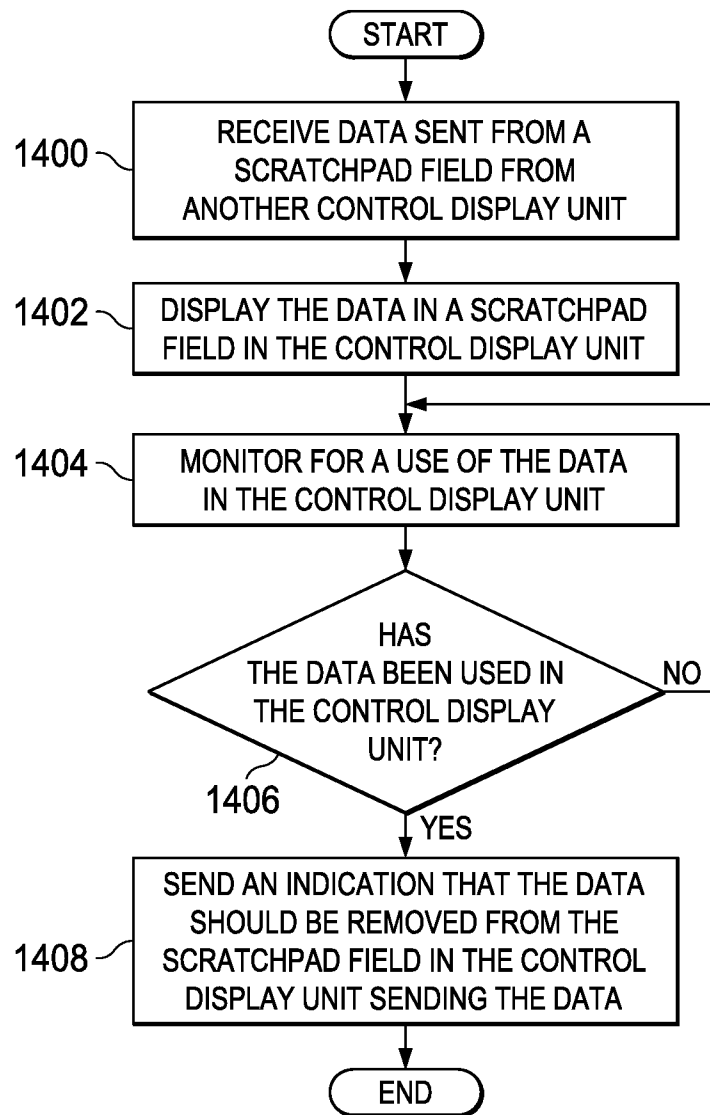 START
1400
RECEIVE DATA SENT FROM A
SCRATCHPAD FIELD FROM
ANOTHER CONTROL DISPLAY UNIT
1402
DISPLAY THE DATA IN A SCRATCHPAD
FIELD IN THE CONTROL DISPLAY UNIT
1404
MONITOR FOR A USE OF THE DATA
IN THE CONTROL DISPLAY UNIT
HAS
THE DATA BEEN USED IN
THE CONTROL DISPLAY
UNIT?
NO
1406
YES
1408
SEND AN INDICATION THAT THE DATA
SHOULD BE REMOVED FROM THE
SCRATCHPAD FIELD IN THE CONTROL
DISPLAY UNIT SENDING THE DATA
END